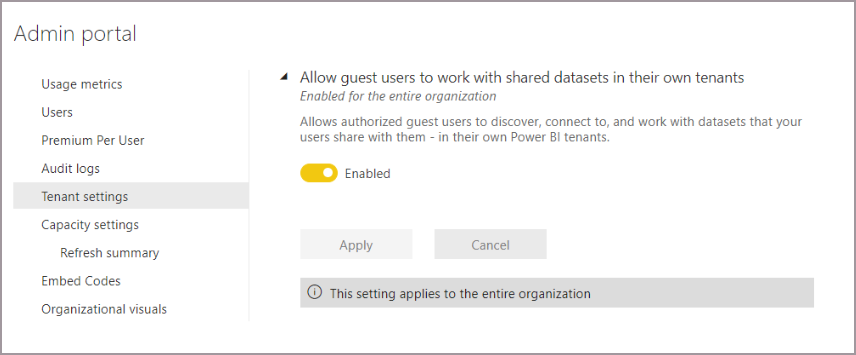 Admin portal
Usage metrics
Users
Premium Per User
Audit logs
Tenant settings
Capacity settings
Refresh summary
Embed Codes
Organizational visuals
Allow guest users to work with shared datasets in their own tenants
Enabled for the entire organization
Allows authorized guest users to discover, connect to, and work with datasets that your
users share with them - in their own Power BI tenants.
Enabled
Apply
Cancel
This setting applies to the entire organization